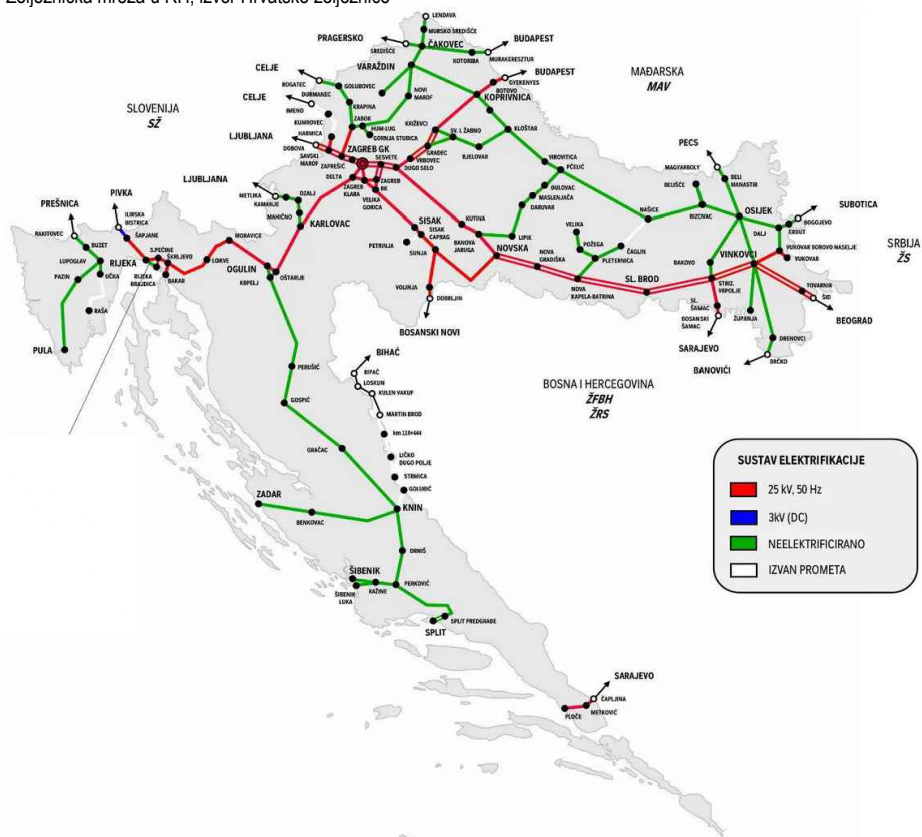 Željeznička mreža u RH, izvor Hrvatske željeznice
LENDAVA
MURSKO SREDIŠĆE
PRAGERSKO
SREDIŠĆE
ČAKOVEC
BUDAPEST
KOTORIBA
MURAKERESZTUR
VARAŽDIN
CELJE
ROGATEC
GOLUBOVEC
ĐURMANEC
BUDAPEST
GYEKENYES
BOTOVO
MAĐARSKA
MAV
SLOVENIJA
SŽ
CELJE
IMENO
KRAPINA
NOVI
MAROF
KOPRIVNICA
KUMROVEC
ZABOK
HUM-LUG
GORNJA STUBICA
KRIŽEVCI
SV. I. ŽABNO
KLOŠTAR
LJUBLJANA
HARMICA
DOBOVA
SAVSKI
MAROF
ZAPREŠIĆ
ZAGREB GK
SESVETE
DUGO SELO
VRBOVEC
GRADEC
BJELOVAR
DELTA
ZAGREB
KLARA
ZAGREB
RK
VELIKA
GORICA
VIROVITICA
PČELIĆ
PECS
MAGYARBOLY
BELI
MANASTIR
BELIŠĆE
LJUBLJANA
METLIKA
KAMANJE
OZALJ
MAHIČNO
KARLOVAC
ĐULOVAC
MASLENJAČA
DARUVAR
LIPIK
NAŠICE
BIZOVAC
OSIJEK
SUBOTICA
BOGOJEVO
ERDUT
DALJ
VUKOVAR BOROVO NASELJE
VUKOVAR
SRBIJA
ŽS
PIVKA
PREŠNICA
ILIRSKA
BISTRICA
ŠAPJANE
RAKITOVEC
BUZET
LUPOGLAV
RIJEKA
S.PEĆINE
ŠKRLJEVO
MORAVICE
LOKVE
OGULIN
OŠTARIJE
KRPELJ
PAZIN
UČKA
RIJEKA
BRAJDICA
BAKAR
RAŠA
PULA
SISAK
SISAK
CAPRAG
PETRINJA
SUNJA
VOLINJA
DOBRLJIN
BOSANSKI NOVI
KUTINA
BANOVA
JARUGA
NOVSKA
NOVA
GRADIŠKA
VELIKA
POŽEGA
ČAGLIN
PLETERNICA
NOVA
KAPELA-BATRINA
SL. BROD
ĐAKOVO
STRIZ.
VRPOLJE
VINKOVCI
SL.
ŠAMAC
BOSANSKI
ŠAMAC
SARAJEVO
ŽUPANJA
DRENOVCI
BRČKO
BANOVIĆI
TOVARNIK
ŠID
BEOGRAD
BOSNA I HERCEGOVINA
ŽFBH
ŽRS
PERUŠIĆ
GOSPIĆ
GRAČAC
BIHAĆ
RIPAČ
LOSKUN
KULEN VAKUF
MARTIN BROD
km 119+444
LIČKO
DUGO POLJE
STRMICA
GOLUBIĆ
KNIN
ZADAR
BENKOVAC
DRNIŠ
ŠIBENIK
ŠIBENIK
LUKA
RAŽINE
PERKOVIĆ
SPLIT PREDGRAĐE
SPLIT
SARAJEVO
ČAPLJINA
METKOVIĆ
PLOČE
SUSTAV ELEKTRIFIKACIJE
25 kV, 50 Hz
3kV (DC)
NEELEKTRIFICIRANO
IZVAN PROMETA